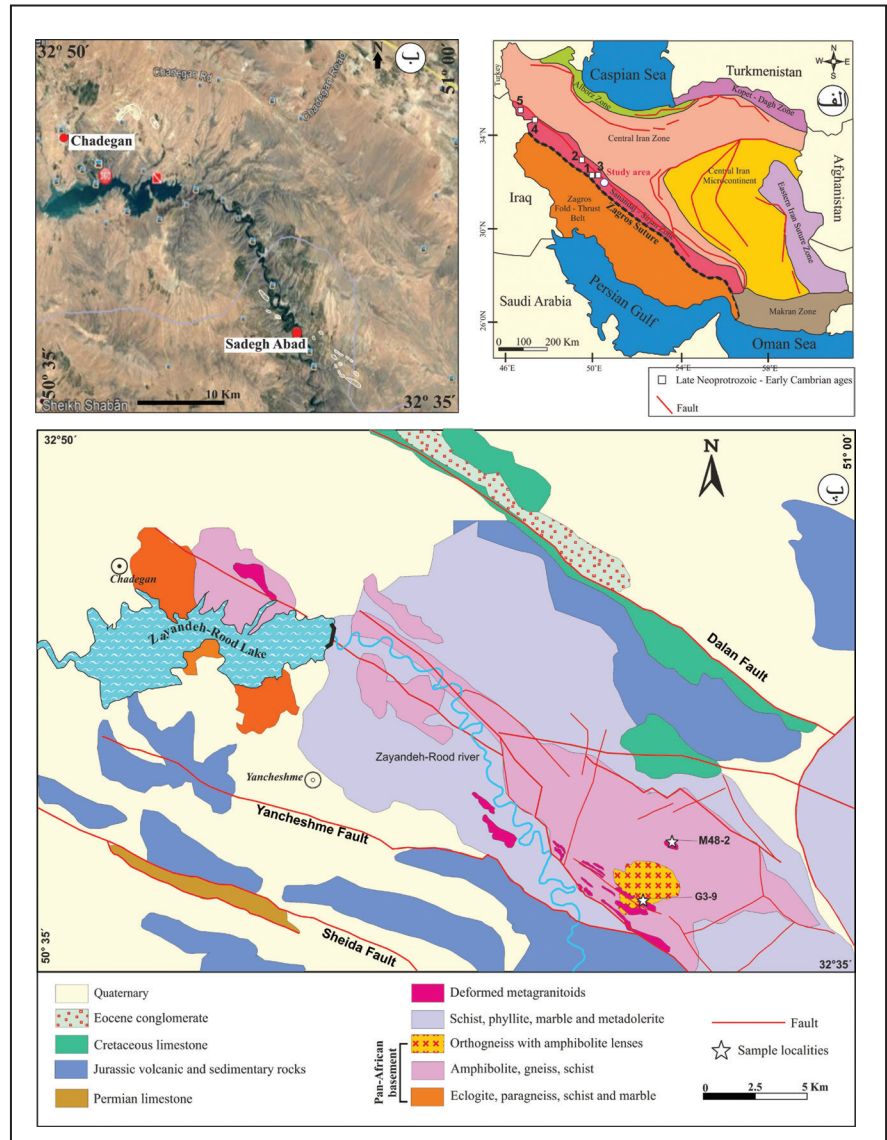 32° 50´
51° 00
N
ب
Chadegan Rd
Chadegan Road
Chadegan
Sadegh Abad
50° 35´
Sheikh Shabān
10 Km
32° 35´
N
W E
S
الف
Turkey
Caspian Sea
Turkmenistan
Alborz Zone
Kopet - Dagh Zone
34°N
5
4
Central Iran Zone
2
1
3
Study area
Central Iran
Microcontinent
Afghanistan
Iraq
Zagros
Fold - Thrust
Belt
Zagros Suture
Eastern Iran Suture Zone
30°N
Saudi Arabia
Persian Gulf
Makran Zone
26°0'N
Oman Sea
0 100 200 Km
46°E
50°E
54°E
58°E
Late Neoprotrozoic - Early Cambrian ages
Fault
32°50´
51° 00
N
Chadegan
Zayandeh-Rood Lake
Dalan Fault
Zayandeh-Rood river
Yancheshme
Yancheshme Fault
M48-2
G3-9
50° 35´
Sheida Fault
32°35´
Quaternary
Eocene conglomerate
Cretaceous limestone
Jurassic volcanic and sedimentary rocks
Permian limestone
Pan-African
basement
Deformed metagranitoids
Schist, phyllite, marble and metadolerite
Orthogneiss with amphibolite lenses
Amphibolite, gneiss, schist
Eclogite, paragneiss, schist and marble
Fault
Sample localities
0 2.5 5 Km